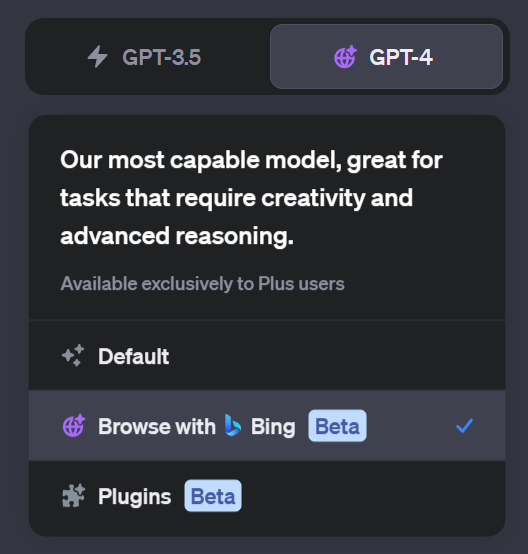 GPT-3.5
GPT-4
Our most capable model, great for
tasks that require creativity and
advanced reasoning.
Available exclusively to Plus users
Default
Browse with Bing Beta
Plugins Beta